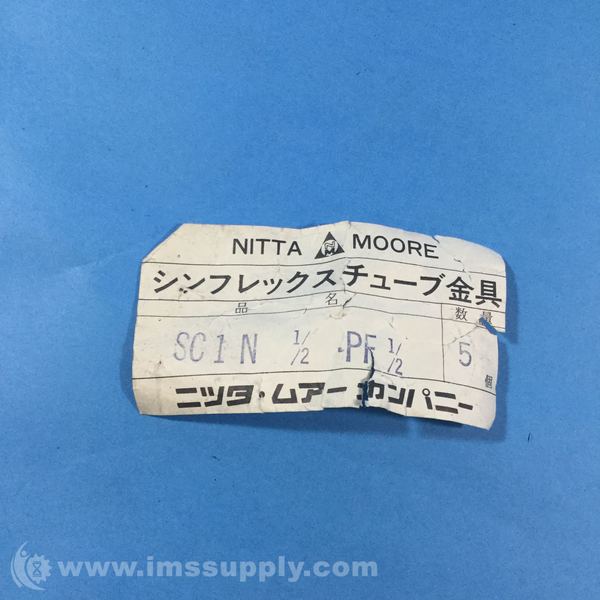 NITTA MOORE
シンフレックスチューブ金具
品名 数量
SC1N 1/2 .PF 1/2 5 個
ニッタ・ムアーカンパニー
www.imssupply.com